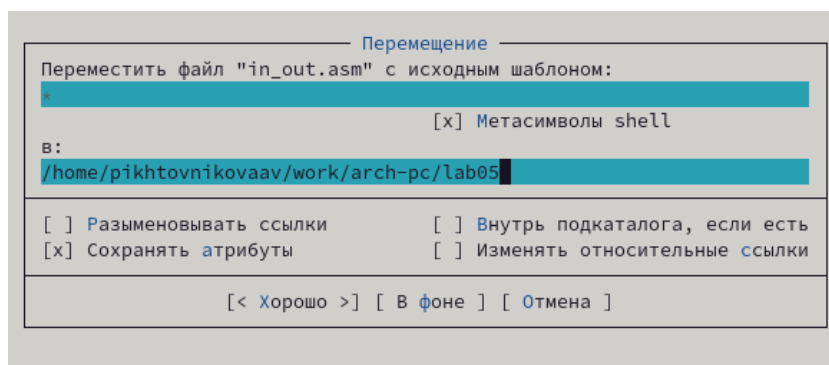 Перемещение
Переместить файл "in_out.asm" с исходным шаблоном:
*
[x] Метасимволы shell
в:
/home/pikhtovnikovaav/work/arch-pc/lab05
[ ] Разыменовывать ссылки [ ] Внутрь подкаталога, если есть
[x] Сохранять атрибуты [ ] Изменять относительные ссылки
[< Хорошо >] [ В фоне ] [ Отмена ]